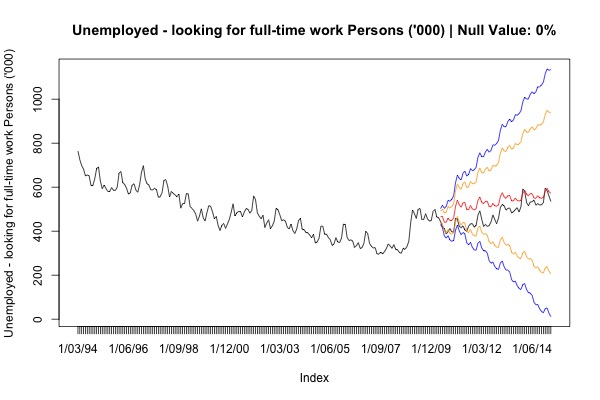 Unemployed - looking for full-time work Persons ('000) | Null Value: 0%
Unemployed - looking for full-time work Persons ('000)
1000
800
600
400
200
0
1/03/94 1/06/96 1/09/98 1/12/00 1/03/03 1/06/05 1/09/07 1/12/09 1/03/12 1/06/14
Index